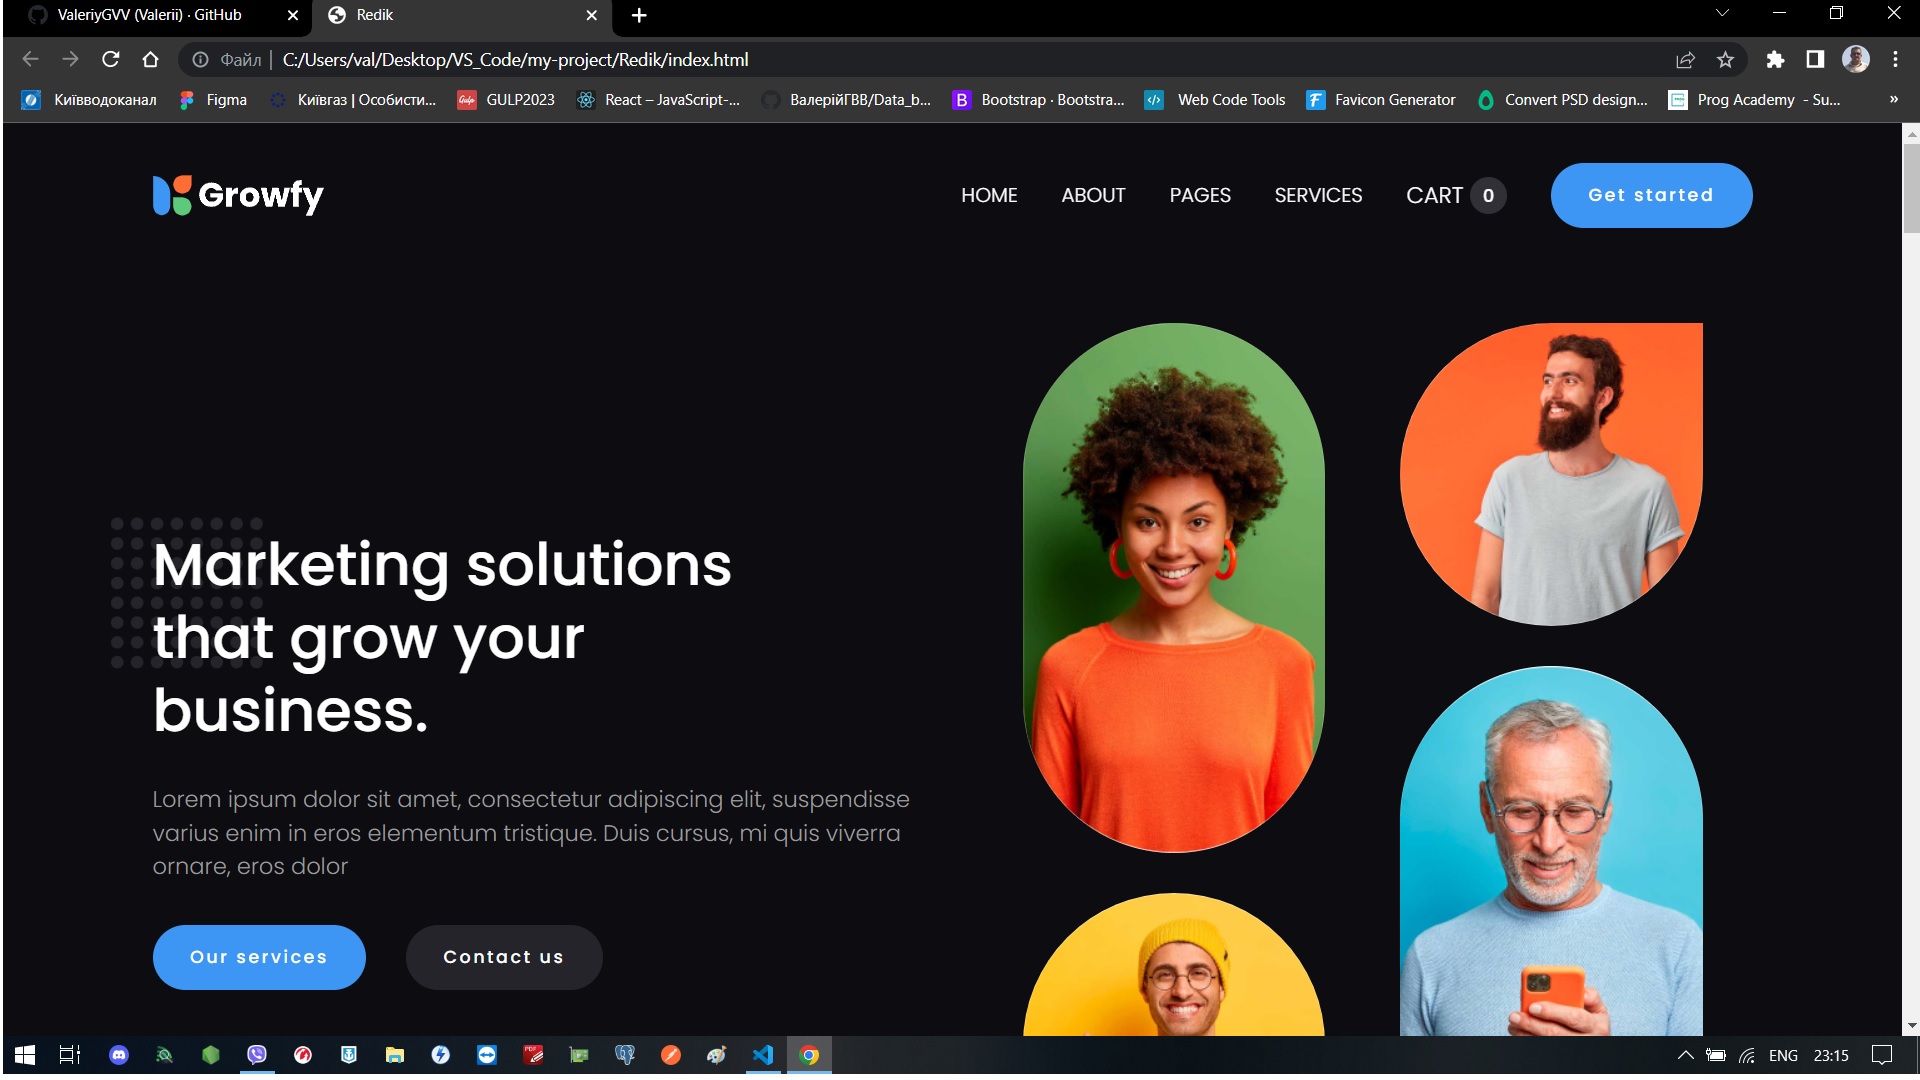 ValeriyGVV (Valerii) · GitHub
Redik
Файл
C:/Users/val/Desktop/VS_Code/my-project/Redik/index.html
Київводоканал
Figma
Київгаз | Особисти...
GULP2023
React – JavaScript-...
ВалерійГВВ/Data_b...
Bootstrap · Bootstra...
Web Code Tools
Favicon Generator
Convert PSD design...
Prog Academy - Su...
»
Growfy
HOME
ABOUT
PAGES
SERVICES
CART 0
Get started
Marketing solutions
that grow your
business.
Lorem ipsum dolor sit amet, consectetur adipiscing elit, suspendisse
varius enim in eros elementum tristique. Duis cursus, mi quis viverra
ornare, eros dolor
Our services
Contact us
ENG
23:15